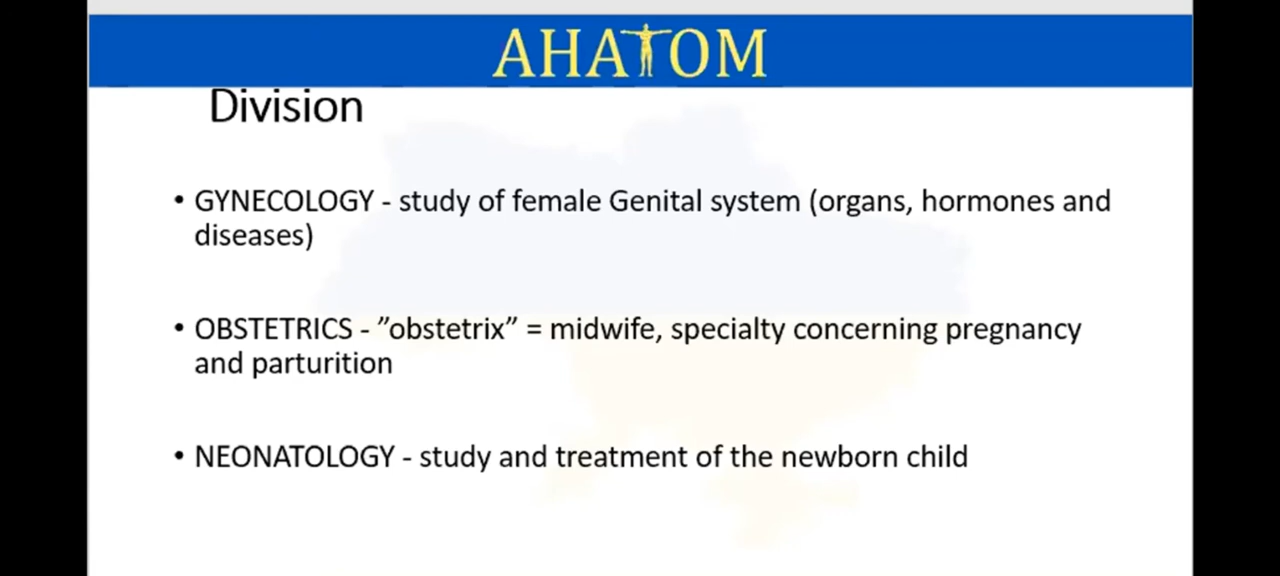 AHATOM
Division
• GYNECOLOGY - study of female Genital system (organs, hormones and
diseases)
• OBSTETRICS - ”obstetrix” = midwife, specialty concerning pregnancy
and parturition
• NEONATOLOGY - study and treatment of the newborn child